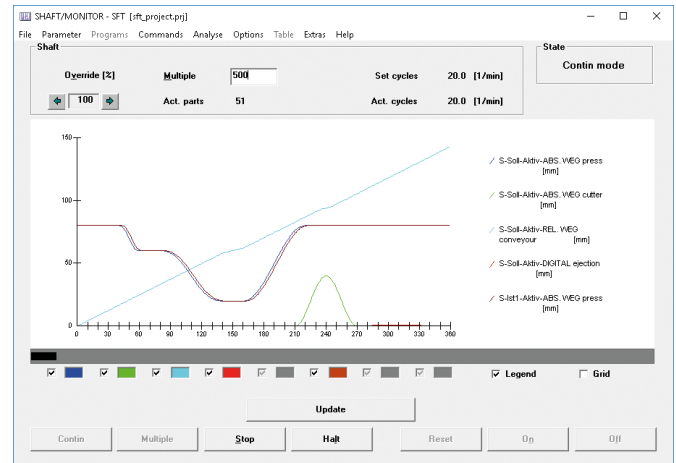 SHAFT/MONITOR - SFT [sft_project.prj]
File Parameter Programs Commands Analyse Options Table Extras Help
Shaft
State
Override [%] Multiple 500 Set cycles 20.0 [1/min]
Contin mode
100 Act. parts 51 Act. cycles 20.0 [1/min]
150
100
50
0
0 30 60 90 120 150 180 210 240 270 300 330 360
S-Soll-Aktiv-ABS. WEG press
[mm]
S-Soll-Aktiv-ABS. WEG cutter
[mm]
S-Soll-Aktiv-REL. WEG
conveyour [mm]
S-Soll-Aktiv-DIGITAL ejection
[mm]
S-Ist1-Aktiv-ABS. WEG press
[mm]
Legend Grid
Update
Contin Multiple Stop Halt Reset On Off